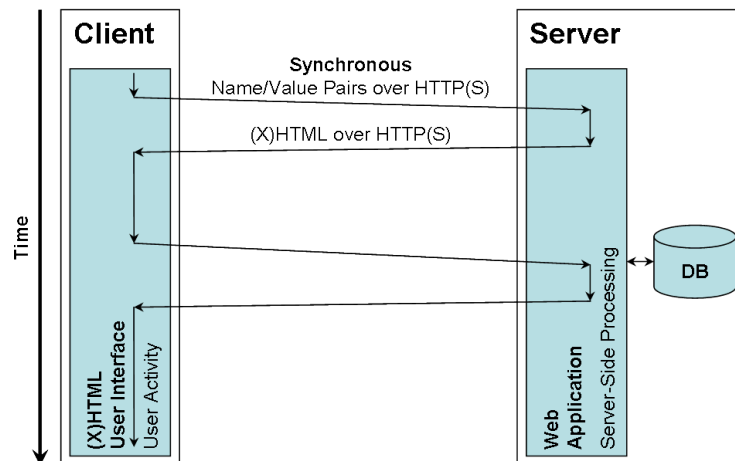 Client
Server
Synchronous
Name/Value Pairs over HTTP(S)
(X)HTML over HTTP(S)
Time
DB
(X)HTML
User Interface
User Activity
Web
Application
Server-Side Processing